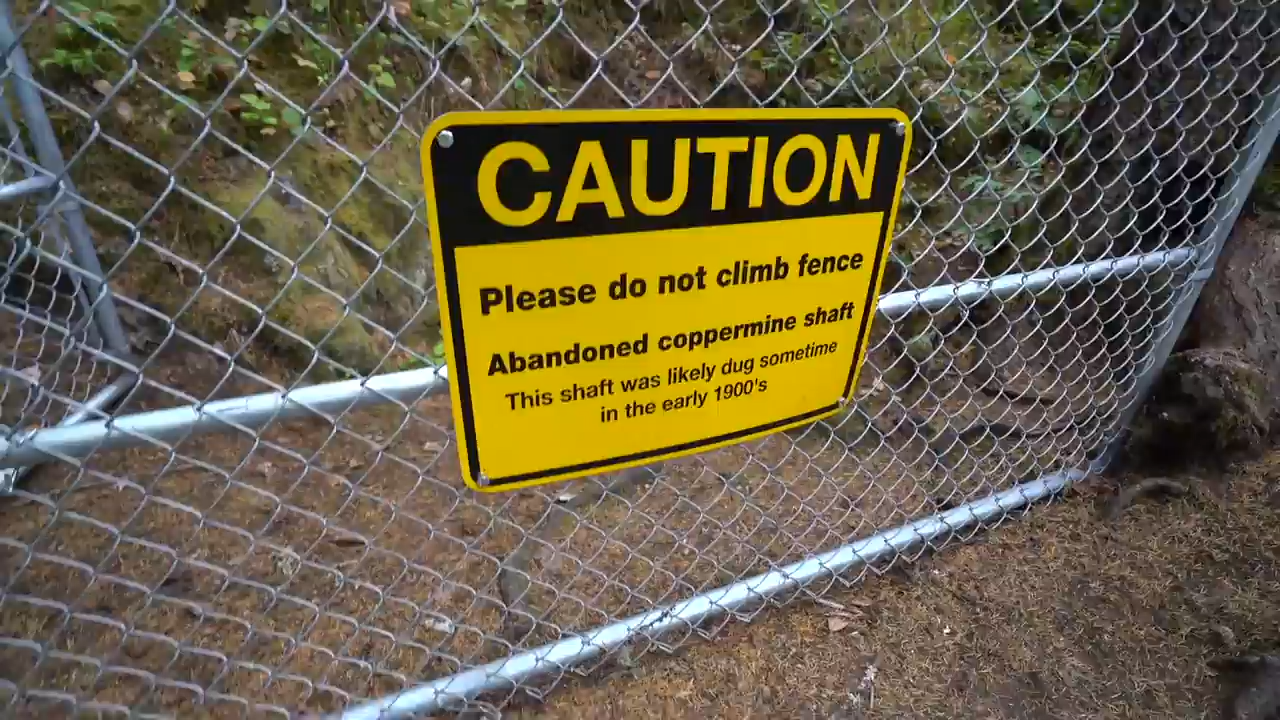 CAUTION
Please do not climb fence
Abandoned coppermine shaft
This shaft was likely dug sometime
in the early 1900's